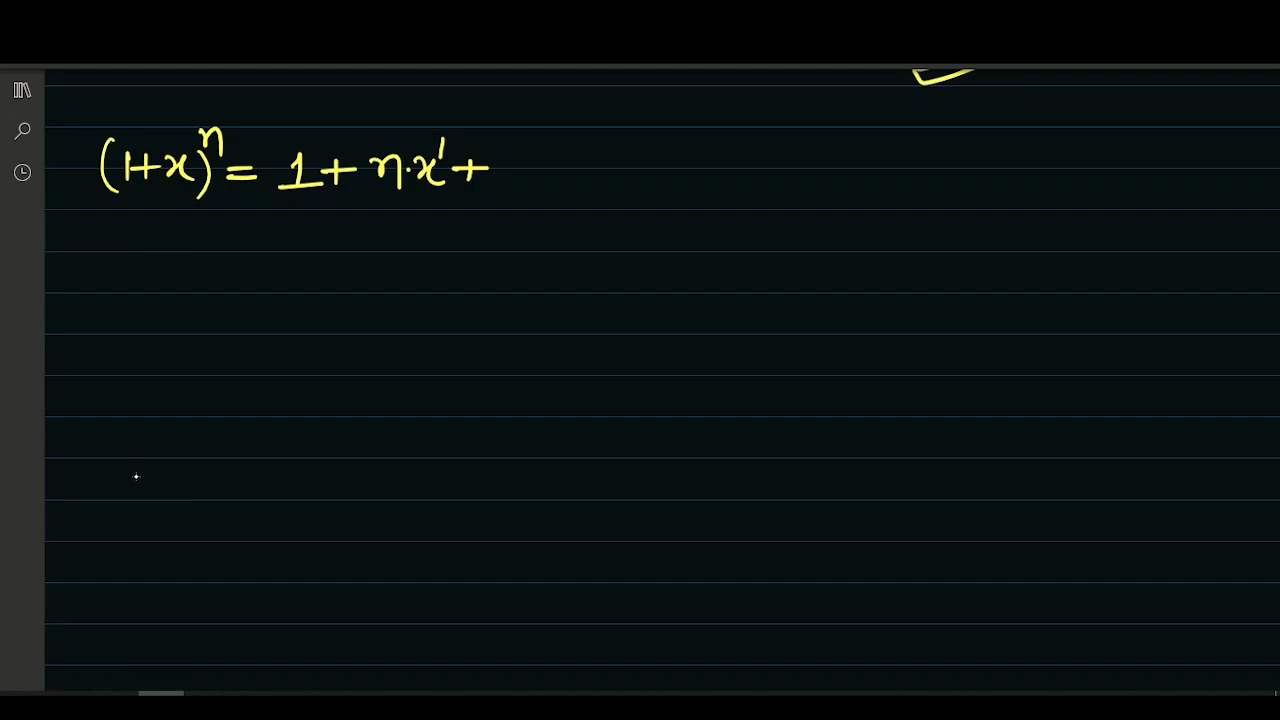 (1+x)^n = 1 + n·x^1 +